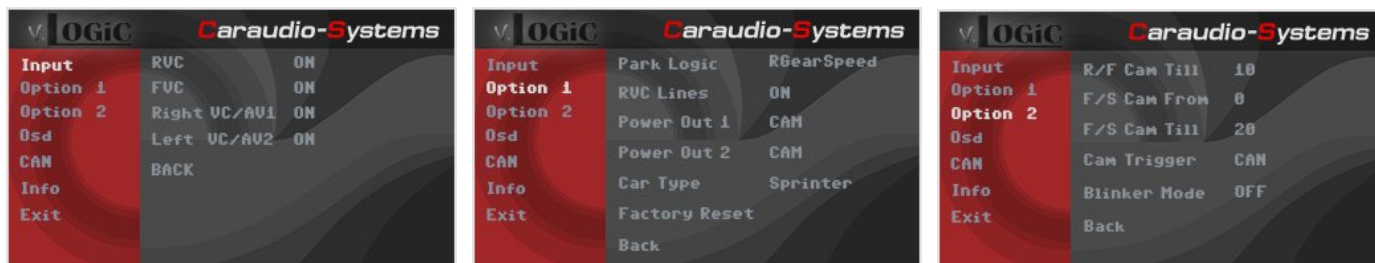 v.LOGiC Caraudio-Systems
Input RVC ON
Option 1 FVC ON
Option 2 Right VC/AV1 ON
Osd Left VC/AV2 ON
CAN BACK
Info
Exit
v.LOGiC Caraudio-Systems
Input Park Logic RGearSpeed
Option 1 RVC Lines ON
Option 2 Power Out 1 CAM
Osd Power Out 2 CAM
CAN Car Type Sprinter
Info Factory Reset
Exit Back
v.LOGiC Caraudio-Systems
Input R/F Cam Till 10
Option 1 F/S Cam From 0
Option 2 F/S Cam Till 20
Osd Cam Trigger CAN
CAN Blinker Mode OFF
Info Back
Exit